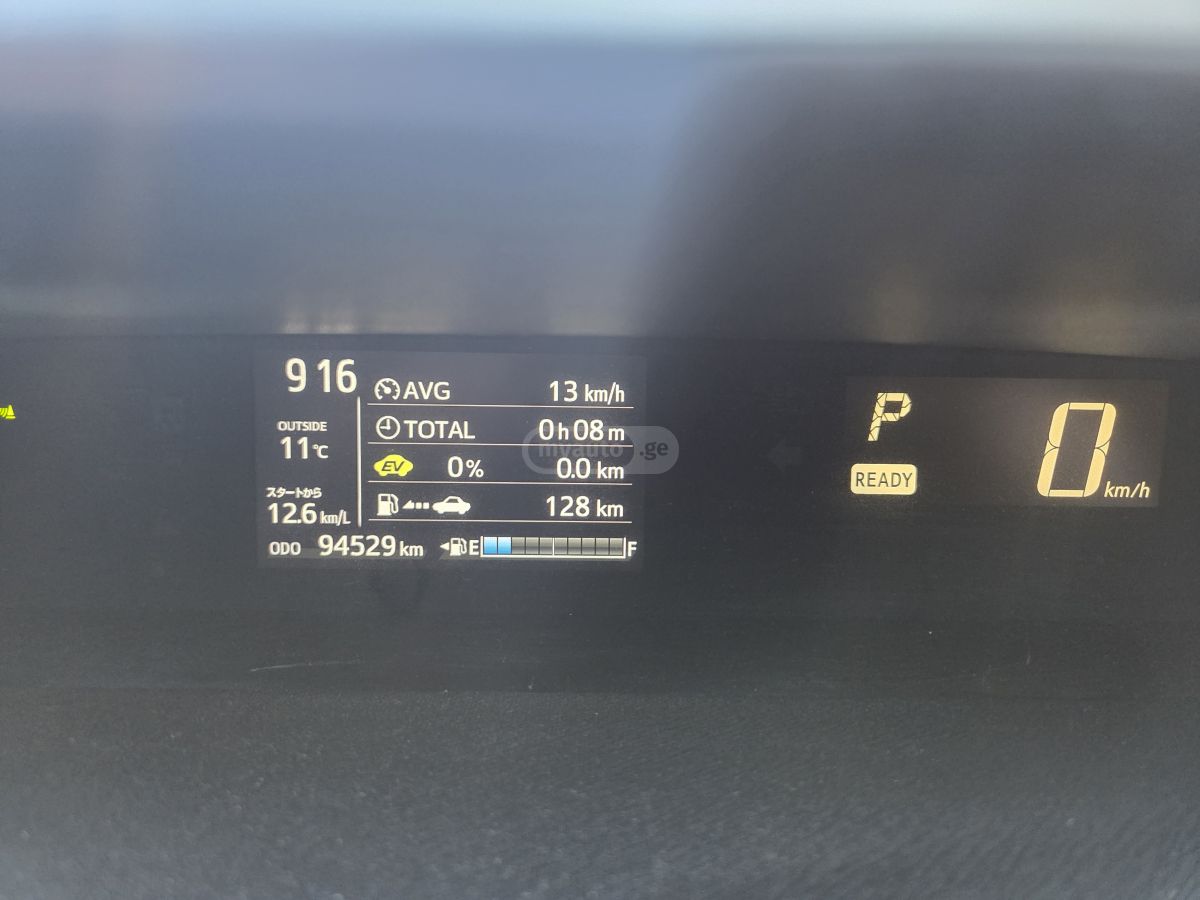 9 16
OUTSIDE
11°C
スタートから
12.6 km/L
AVG 13 km/h
TOTAL 0h08m
EV 0% 0.0 km
128 km
ODO 94529 km E F
myauto.ge
P
READY
0 km/h